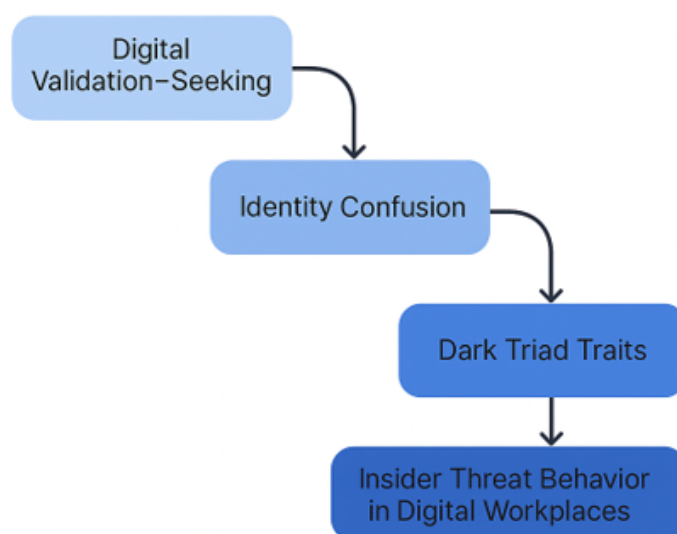 Digital
Validation–Seeking
Identity Confusion
Dark Triad Traits
Insider Threat Behavior
in Digital Workplaces